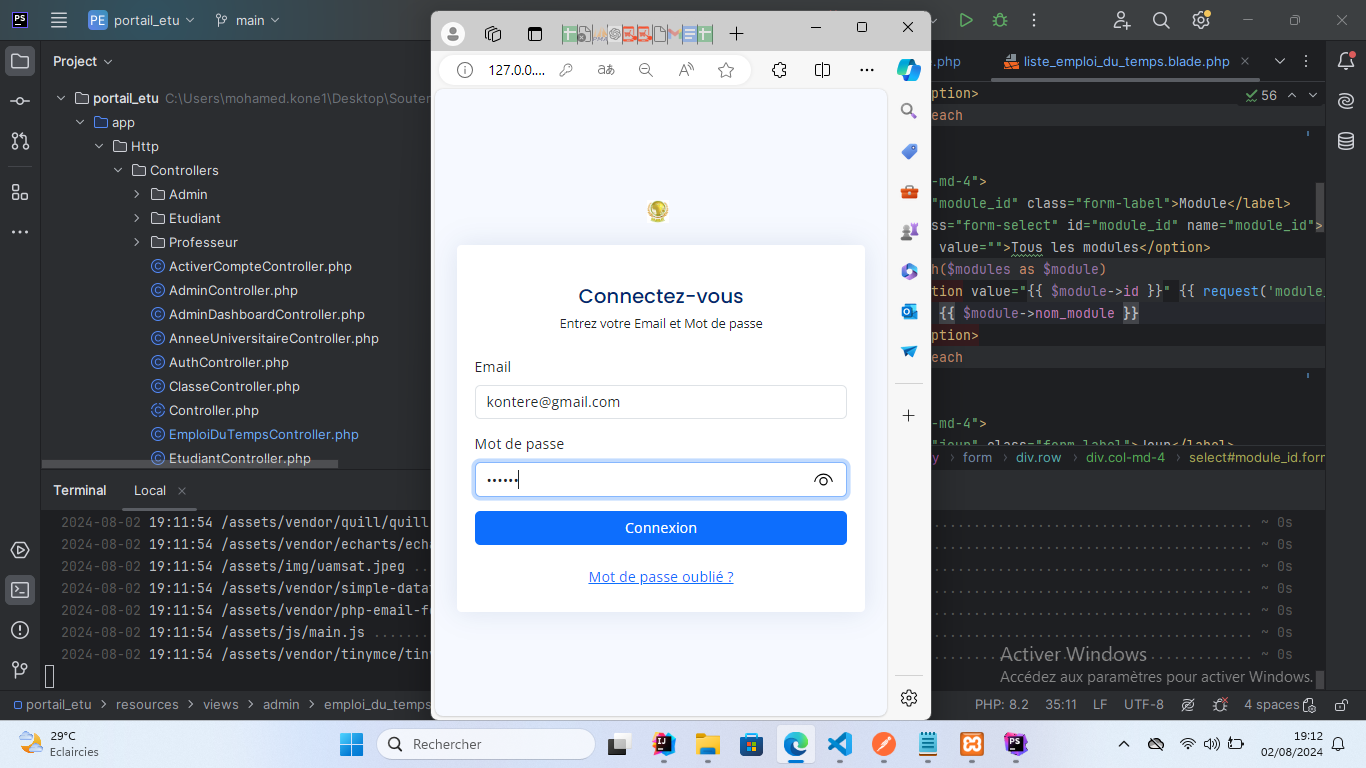 PS
PE portail_etu
main
Project
portail_etu C:\Users\mohamed.kone1\Desktop\Souter
app
Http
Controllers
Admin
Etudiant
Professeur
ActiverCompteController.php
AdminController.php
AdminDashboardController.php
AnneeUniversitaireController.php
AuthController.php
ClasseController.php
Controller.php
EmploiDuTempsController.php
EtudiantController.php
127.0.0....
Connectez-vous
Entrez votre Email et Mot de passe
Email
kontere@gmail.com
Mot de passe
••••••
Connexion
Mot de passe oublié ?
.php
liste_emploi_du_temps.blade.php
ption>
56
each
-md-4">
"module_id" class="form-label">Module</label>
ss="form-select" id="module_id" name="module_id">
value="">Tous les modules</option>
h($modules as $module)
tion value="{{ $module->id }}" {{ request('module_
{{ $module->nom_module }}
ption>
each
-md-4">
"jour" class="form-label">Jour</label>
y > form > div.row > div.col-md-4 > select#module_id.form
Terminal Local
2024-08-02 19:11:54 /assets/vendor/quill/quill ~ 0s
2024-08-02 19:11:54 /assets/vendor/echarts/echa ~ 0s
2024-08-02 19:11:54 /assets/img/uamsat.jpeg ~ 0s
2024-08-02 19:11:54 /assets/vendor/simple-datat ~ 0s
2024-08-02 19:11:54 /assets/vendor/php-email-fo ~ 0s
2024-08-02 19:11:54 /assets/js/main.js ~ 0s
2024-08-02 19:11:54 /assets/vendor/tinymce/tiny ~ 0s
Activer Windows
Accédez aux paramètres pour activer Windows.
portail_etu > resources > views > admin > emploi_du_temps
PHP: 8.2 35:11 LF UTF-8 4 spaces
29°C
Eclaircies
Rechercher
19:12
02/08/2024